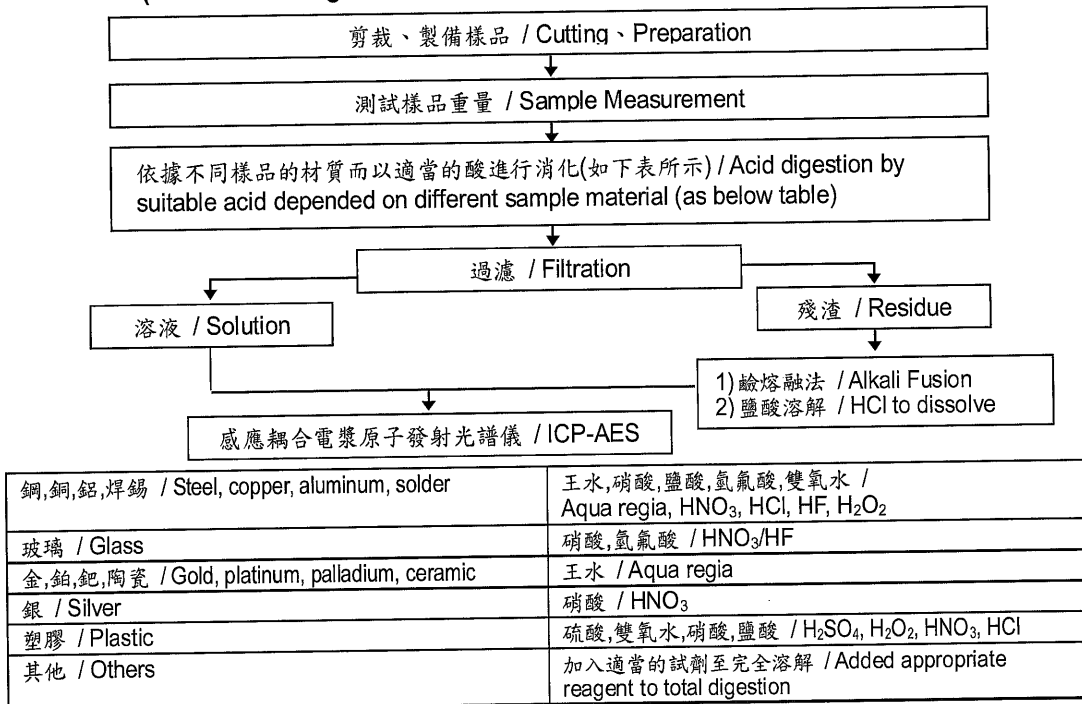 剪裁、製備樣品 / Cutting、Preparation
測試樣品重量 / Sample Measurement
依據不同樣品的材質而以適當的酸進行消化(如下表所示) / Acid digestion by
suitable acid depended on different sample material (as below table)
過濾 / Filtration
溶液 / Solution
殘渣 / Residue
1) 鹼熔融法 / Alkali Fusion
2) 鹽酸溶解 / HCl to dissolve
感應耦合電漿原子發射光譜儀 / ICP-AES
鋼,銅,鋁,焊錫 / Steel, copper, aluminum, solder
王水,硝酸,鹽酸,氫氟酸,雙氧水 /
Aqua regia, HNO₃, HCl, HF, H₂O₂
玻璃 / Glass
硝酸,氫氟酸 / HNO₃/HF
金,鉑,鈀,陶瓷 / Gold, platinum, palladium, ceramic
王水 / Aqua regia
銀 / Silver
硝酸 / HNO₃
塑膠 / Plastic
硫酸,雙氧水,硝酸,鹽酸 / H₂SO₄, H₂O₂, HNO₃, HCl
其他 / Others
加入適當的試劑至完全溶解 / Added appropriate
reagent to total digestion